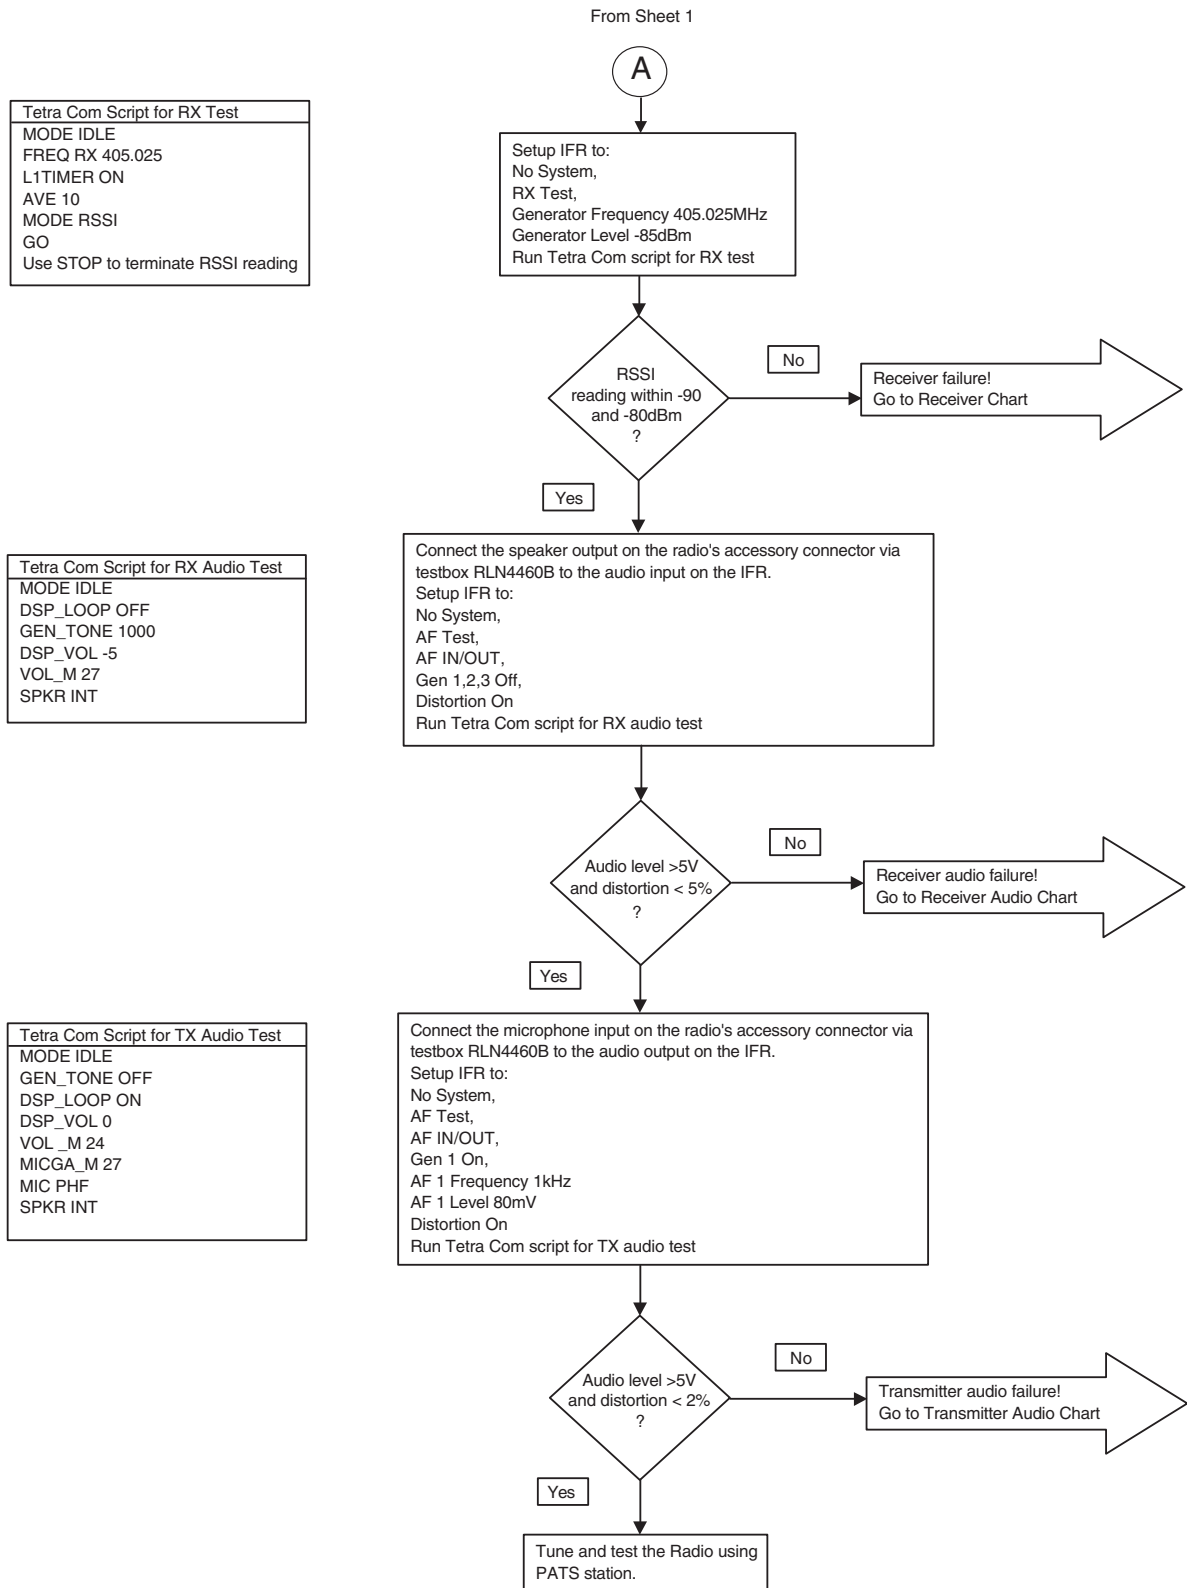 From Sheet 1
A
Tetra Com Script for RX Test
MODE IDLE
FREQ RX 405.025
L1TIMER ON
AVE 10
MODE RSSI
GO
Use STOP to terminate RSSI reading
Setup IFR to:
No System,
RX Test,
Generator Frequency 405.025MHz
Generator Level -85dBm
Run Tetra Com script for RX test
RSSI
reading within -90
and -80dBm
?
No
Receiver failure!
Go to Receiver Chart
Yes
Tetra Com Script for RX Audio Test
MODE IDLE
DSP_LOOP OFF
GEN_TONE 1000
DSP_VOL -5
VOL_M 27
SPKR INT
Connect the speaker output on the radio's accessory connector via
testbox RLN4460B to the audio input on the IFR.
Setup IFR to:
No System,
AF Test,
AF IN/OUT,
Gen 1,2,3 Off,
Distortion On
Run Tetra Com script for RX audio test
Audio level >5V
and distortion < 5%
?
No
Receiver audio failure!
Go to Receiver Audio Chart
Yes
Tetra Com Script for TX Audio Test
MODE IDLE
GEN_TONE OFF
DSP_LOOP ON
DSP_VOL 0
VOL _M 24
MICGA_M 27
MIC PHF
SPKR INT
Connect the microphone input on the radio's accessory connector via
testbox RLN4460B to the audio output on the IFR.
Setup IFR to:
No System,
AF Test,
AF IN/OUT,
Gen 1 On,
AF 1 Frequency 1kHz
AF 1 Level 80mV
Distortion On
Run Tetra Com script for TX audio test
Audio level >5V
and distortion < 2%
?
No
Transmitter audio failure!
Go to Transmitter Audio Chart
Yes
Tune and test the Radio using
PATS station.